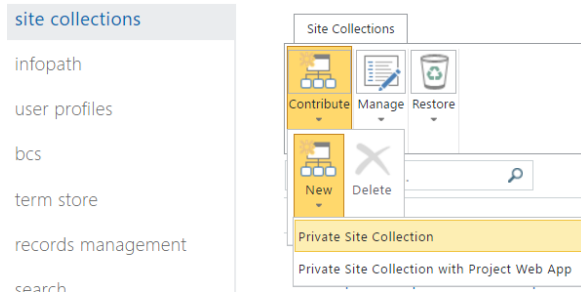 site collections
infopath
user profiles
bcs
term store
records management
search
Site Collections
Contribute Manage Restore
New Delete
Private Site Collection
Private Site Collection with Project Web App